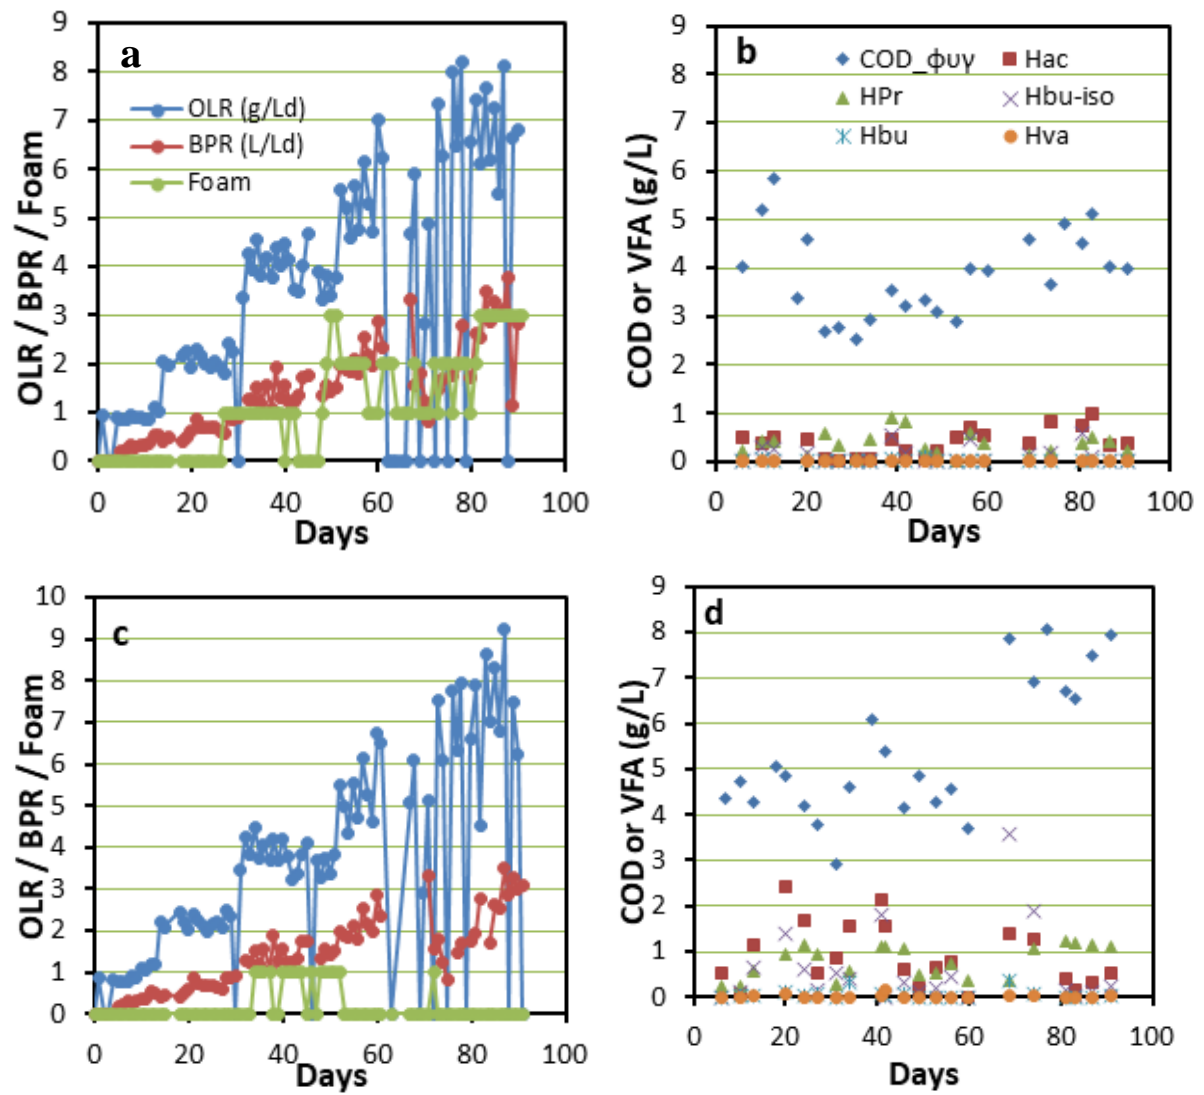 a
OLR / BPR / Foam
9
8
7
6
5
4
3
2
1
0
OLR (g/Ld)
BPR (L/Ld)
Foam
0 20 40 60 80 100
Days
b
COD or VFA (g/L)
9
8
7
6
5
4
3
2
1
0
COD_φυγ Hac
HPr Hbu-iso
Hbu Hva
0 20 40 60 80 100
Days
c
OLR / BPR / Foam
10
9
8
7
6
5
4
3
2
1
0
0 20 40 60 80 100
Days
d
COD or VFA (g/L)
9
8
7
6
5
4
3
2
1
0
0 20 40 60 80 100
Days